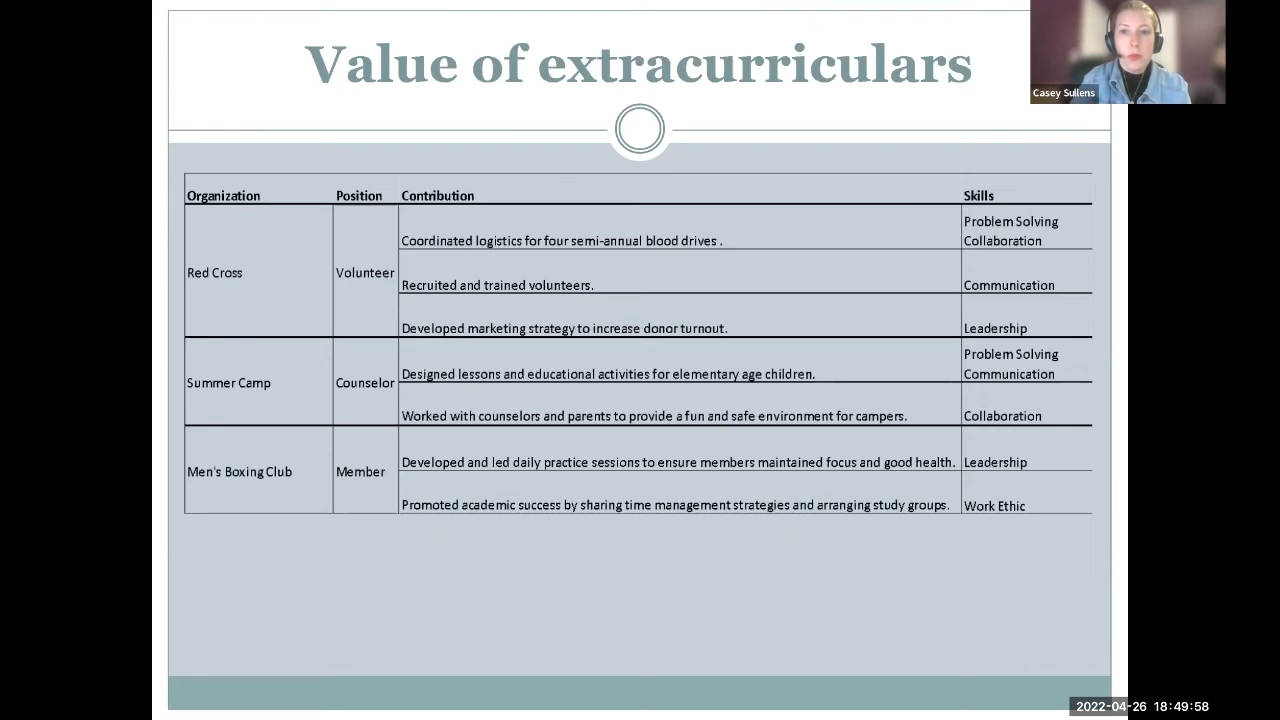 Value of extracurriculars
Casey Sullens
Organization Position Contribution Skills
Problem Solving
Coordinated logistics for four semi-annual blood drives . Collaboration
Red Cross Volunteer
Recruited and trained volunteers. Communication
Developed marketing strategy to increase donor turnout. Leadership
Problem Solving
Designed lessons and educational activities for elementary age children. Communication
Summer Camp Counselor
Worked with counselors and parents to provide a fun and safe environment for campers. Collaboration
Developed and led daily practice sessions to ensure members maintained focus and good health. Leadership
Men's Boxing Club Member
Promoted academic success by sharing time management strategies and arranging study groups. Work Ethic
2022-04-26 18:49:58